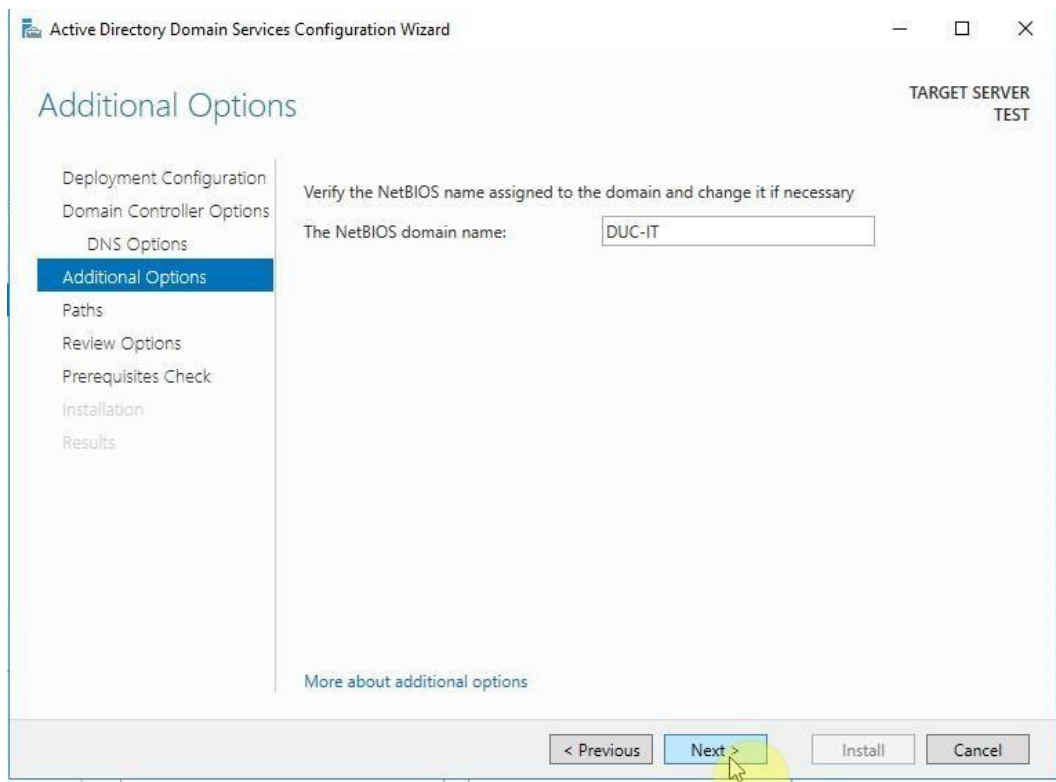 Active Directory Domain Services Configuration Wizard
Additional Options
TARGET SERVER
TEST
Deployment Configuration
Domain Controller Options
DNS Options
Additional Options
Paths
Review Options
Prerequisites Check
Installation
Results
Verify the NetBIOS name assigned to the domain and change it if necessary
The NetBIOS domain name: DUC-IT
More about additional options
< Previous Next > Install Cancel